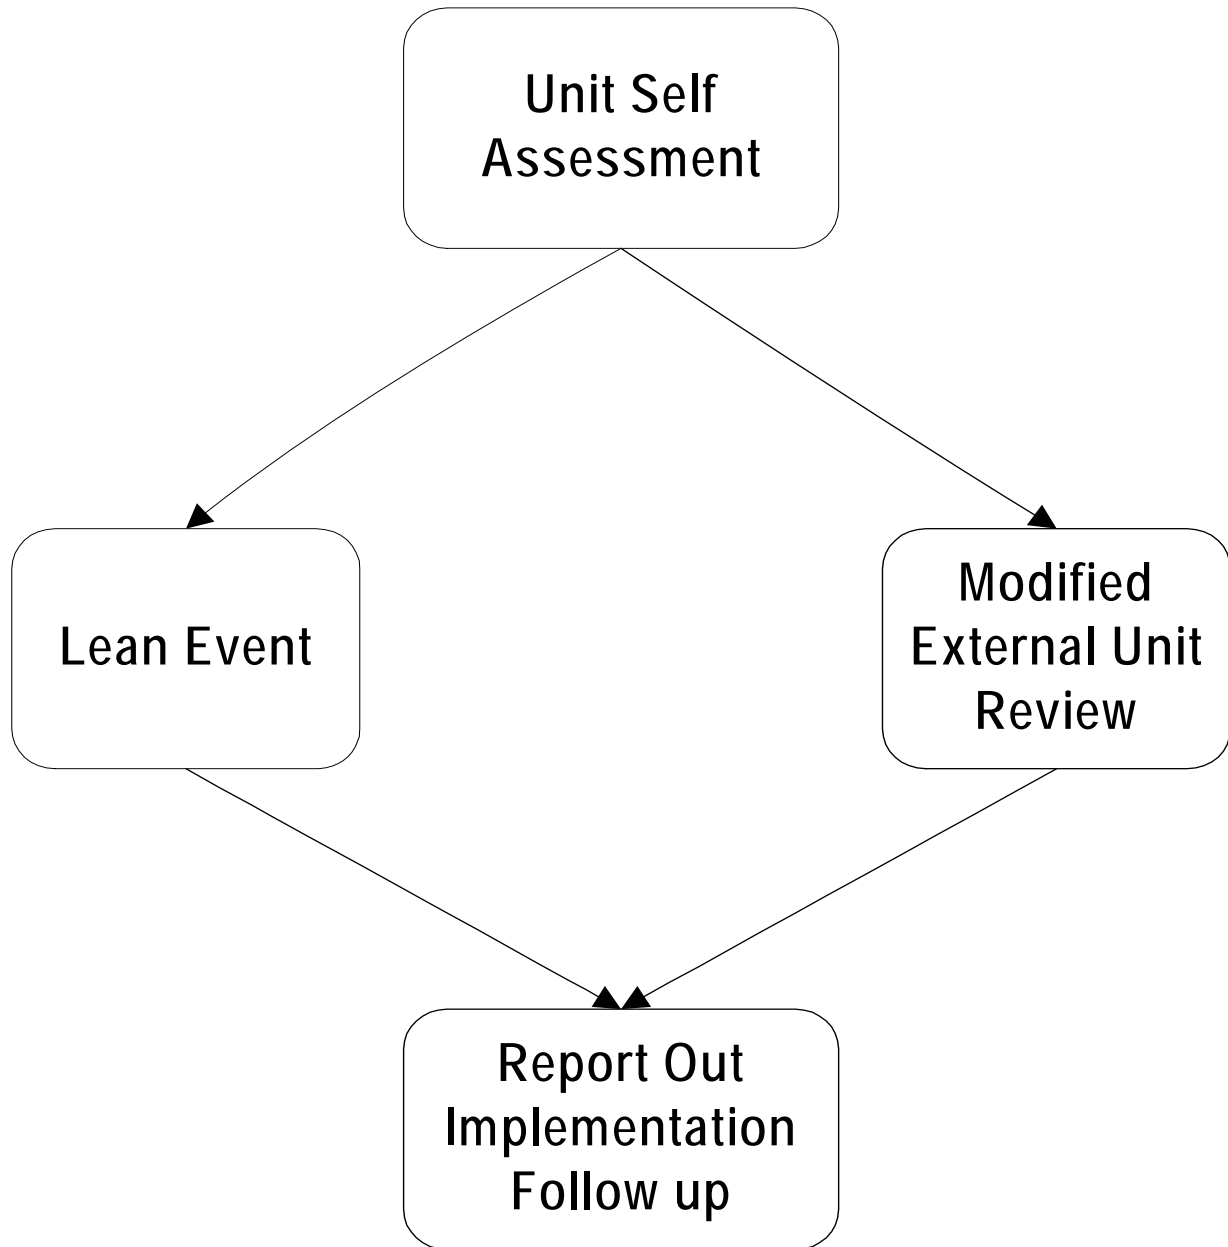 Unit Self
Assessment
Lean Event
Modified
External Unit
Review
Report Out
Implementation
Follow up